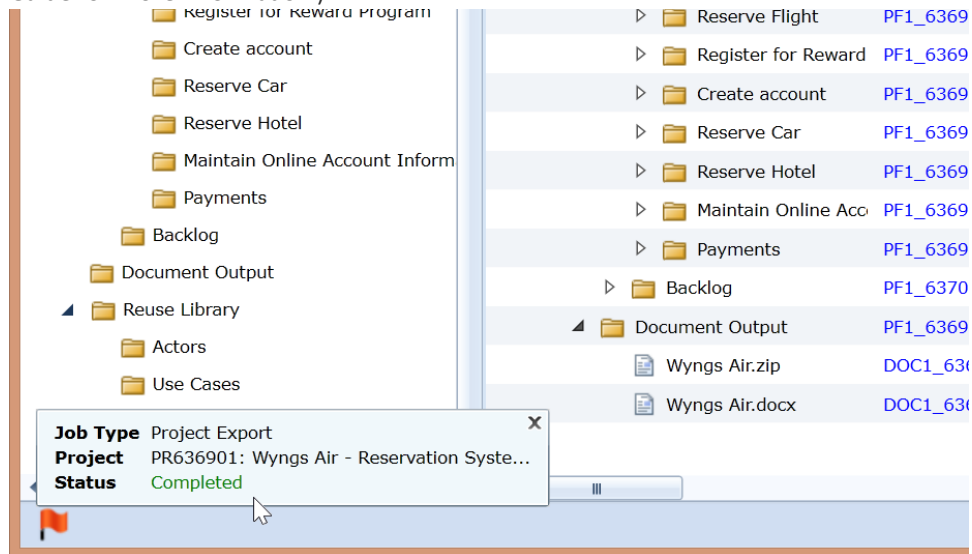 Register for Reward Program
Create account
Reserve Car
Reserve Hotel
Maintain Online Account Inform
Payments
Backlog
Document Output
Reuse Library
Actors
Use Cases
Reserve Flight PF1_6369
Register for Reward PF1_6369
Create account PF1_6369
Reserve Car PF1_6369
Reserve Hotel PF1_6369
Maintain Online Acc PF1_6369
Payments PF1_6369
Backlog PF1_6370
Document Output PF1_6369
Wyngs Air.zip DOC1_636
Wyngs Air.docx DOC1_636
Job Type Project Export
Project PR636901: Wyngs Air - Reservation Syste...
Status Completed
X